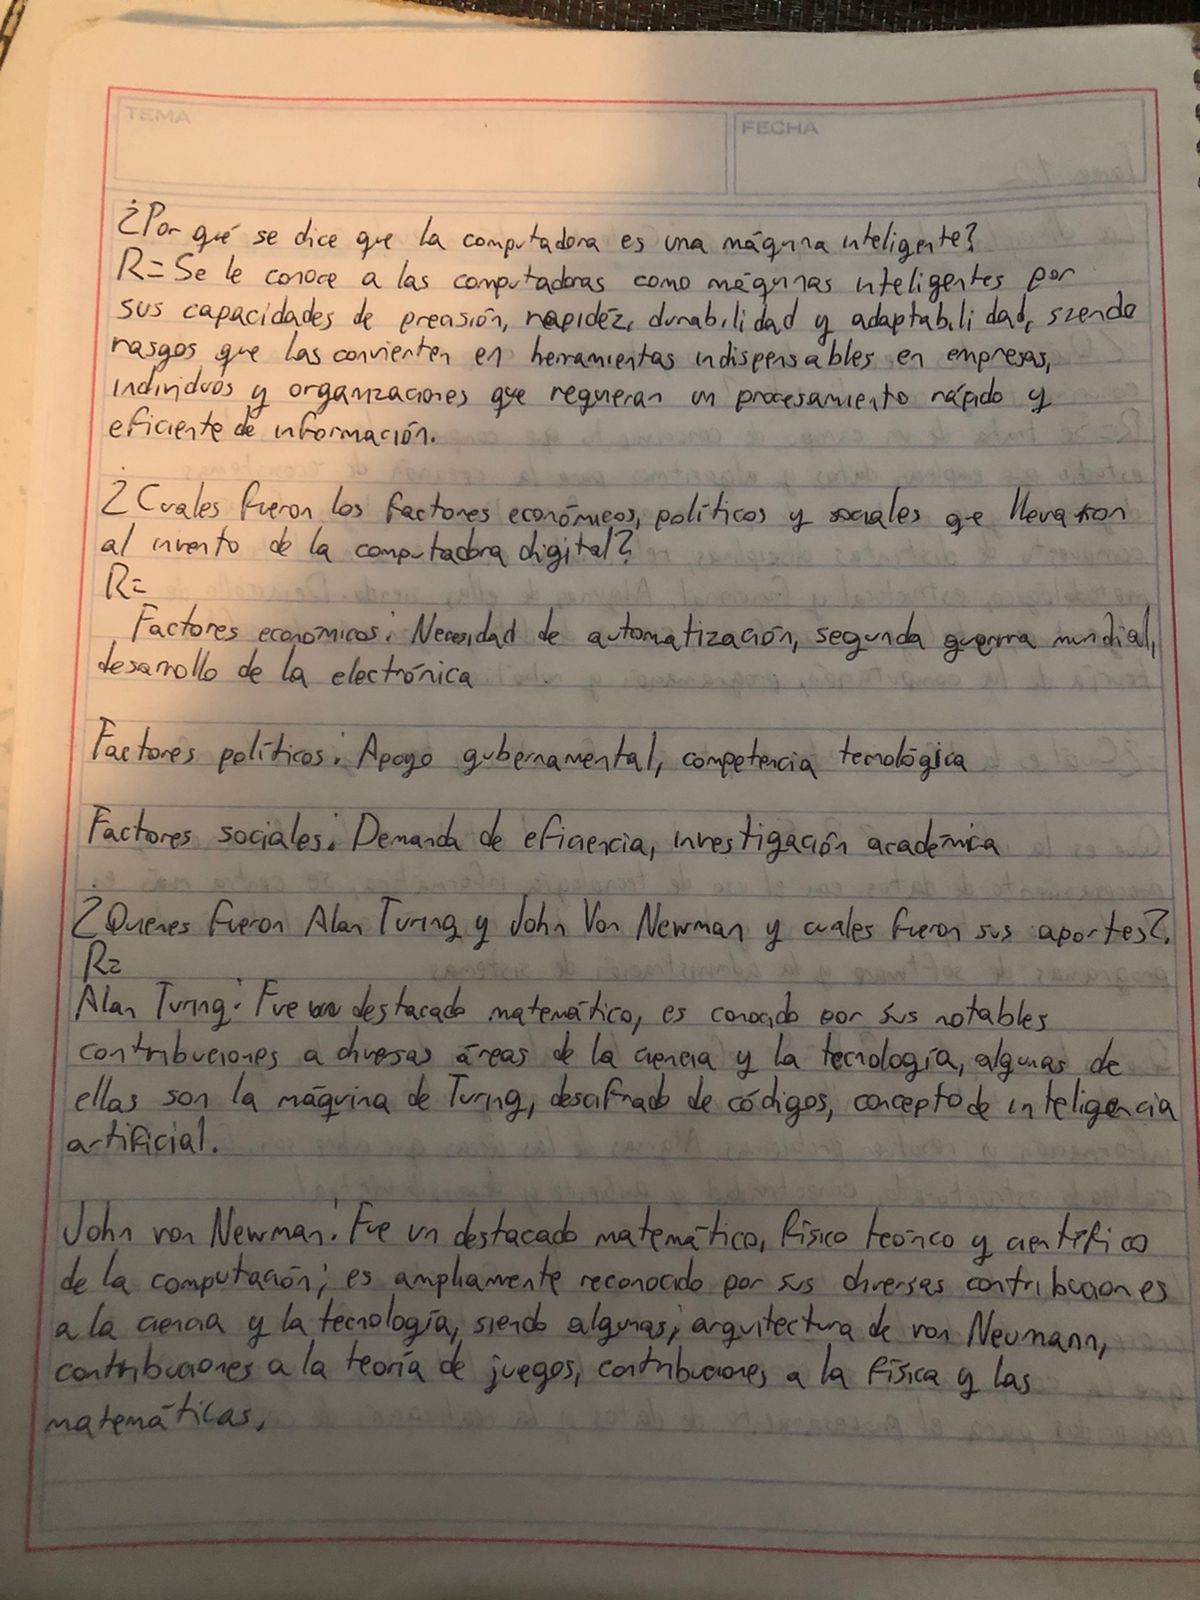 TEMA
FECHA
¿Por qué se dice que la computadora es una máquina inteligente?
R= Se le conoce a las computadoras como máquinas inteligentes por
sus capacidades de precisión, rapidéz, durabilidad y adaptabilidad, siendo
rasgos que las convierten en herramientas indispensables en empresas,
individuos y organizaciones que requieran un procesamiento rápido y
eficiente de información.
¿Cuales fueron los factores económicos, políticos y sociales qe llevaron
al invento de la computadora digital?
R=
Factores económicos: Necesidad de automatización, segunda guerra mundial,
desarrollo de la electrónica
Factores políticos: Apoyo gubernamental, competencia tecnológica
Factores sociales: Demanda de eficiencia, investigación académica
¿Quienes fueron Alan Turing y John Von Newman y cuales fueron sus aportes?
R=
Alan Turing: Fue un destacado matemático, es conocido por sus notables
contribuciones a diversas áreas de la ciencia y la tecnología, algunas de
ellas son la máquina de Turing, descifrado de códigos, concepto de inteligencia
artificial.
John von Newman: Fue un destacado matemático, físico teórico y científico
de la computación; es ampliamente reconocido por sus diversas contribuciones
a la ciencia y la tecnología, siendo algunas; arquitectura de von Neumann,
contribuciones a la teoría de juegos, contribuciones a la física y las
matemáticas,